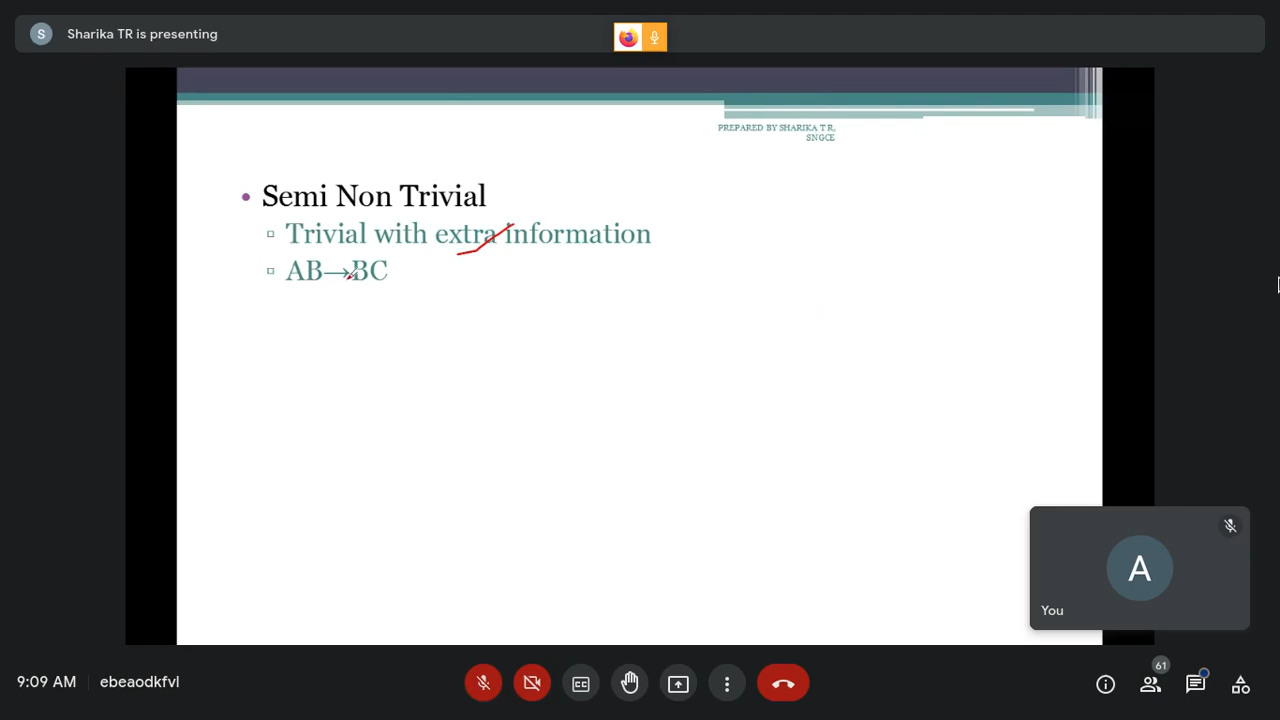 S Sharika TR is presenting
PREPARED BY SHARIKA T R,
SNGCE
• Semi Non Trivial
▫ Trivial with extra information
▫ AB→BC
A
You
9:09 AM | ebeaodkfvl
CC
61